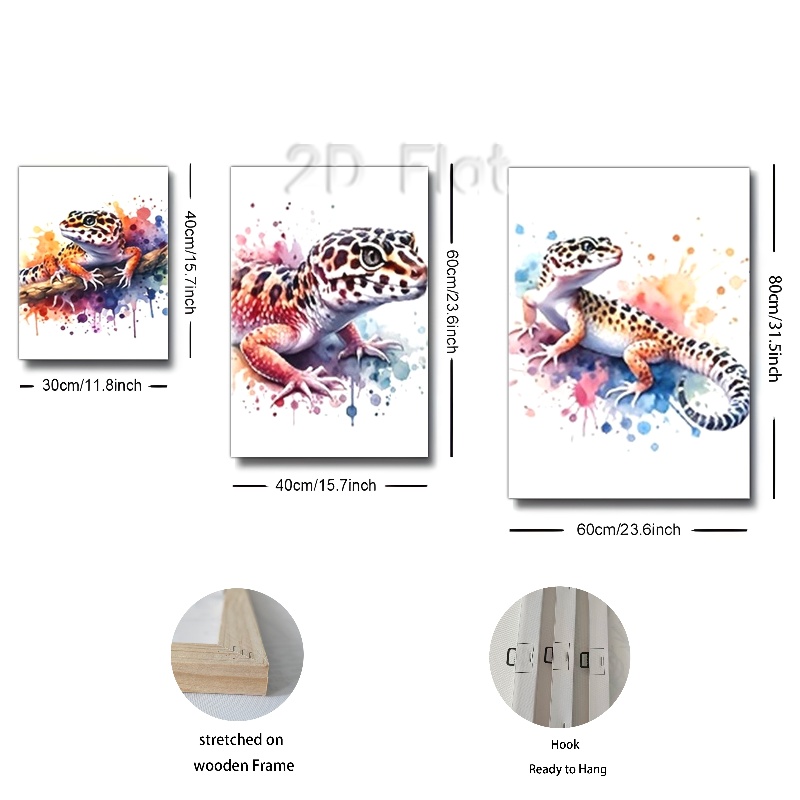 2D Flat
40cm/15.7inch
30cm/11.8inch
60cm/23.6inch
40cm/15.7inch
80cm/31.5inch
60cm/23.6inch
stretched on
wooden Frame
Hook
Ready to Hang